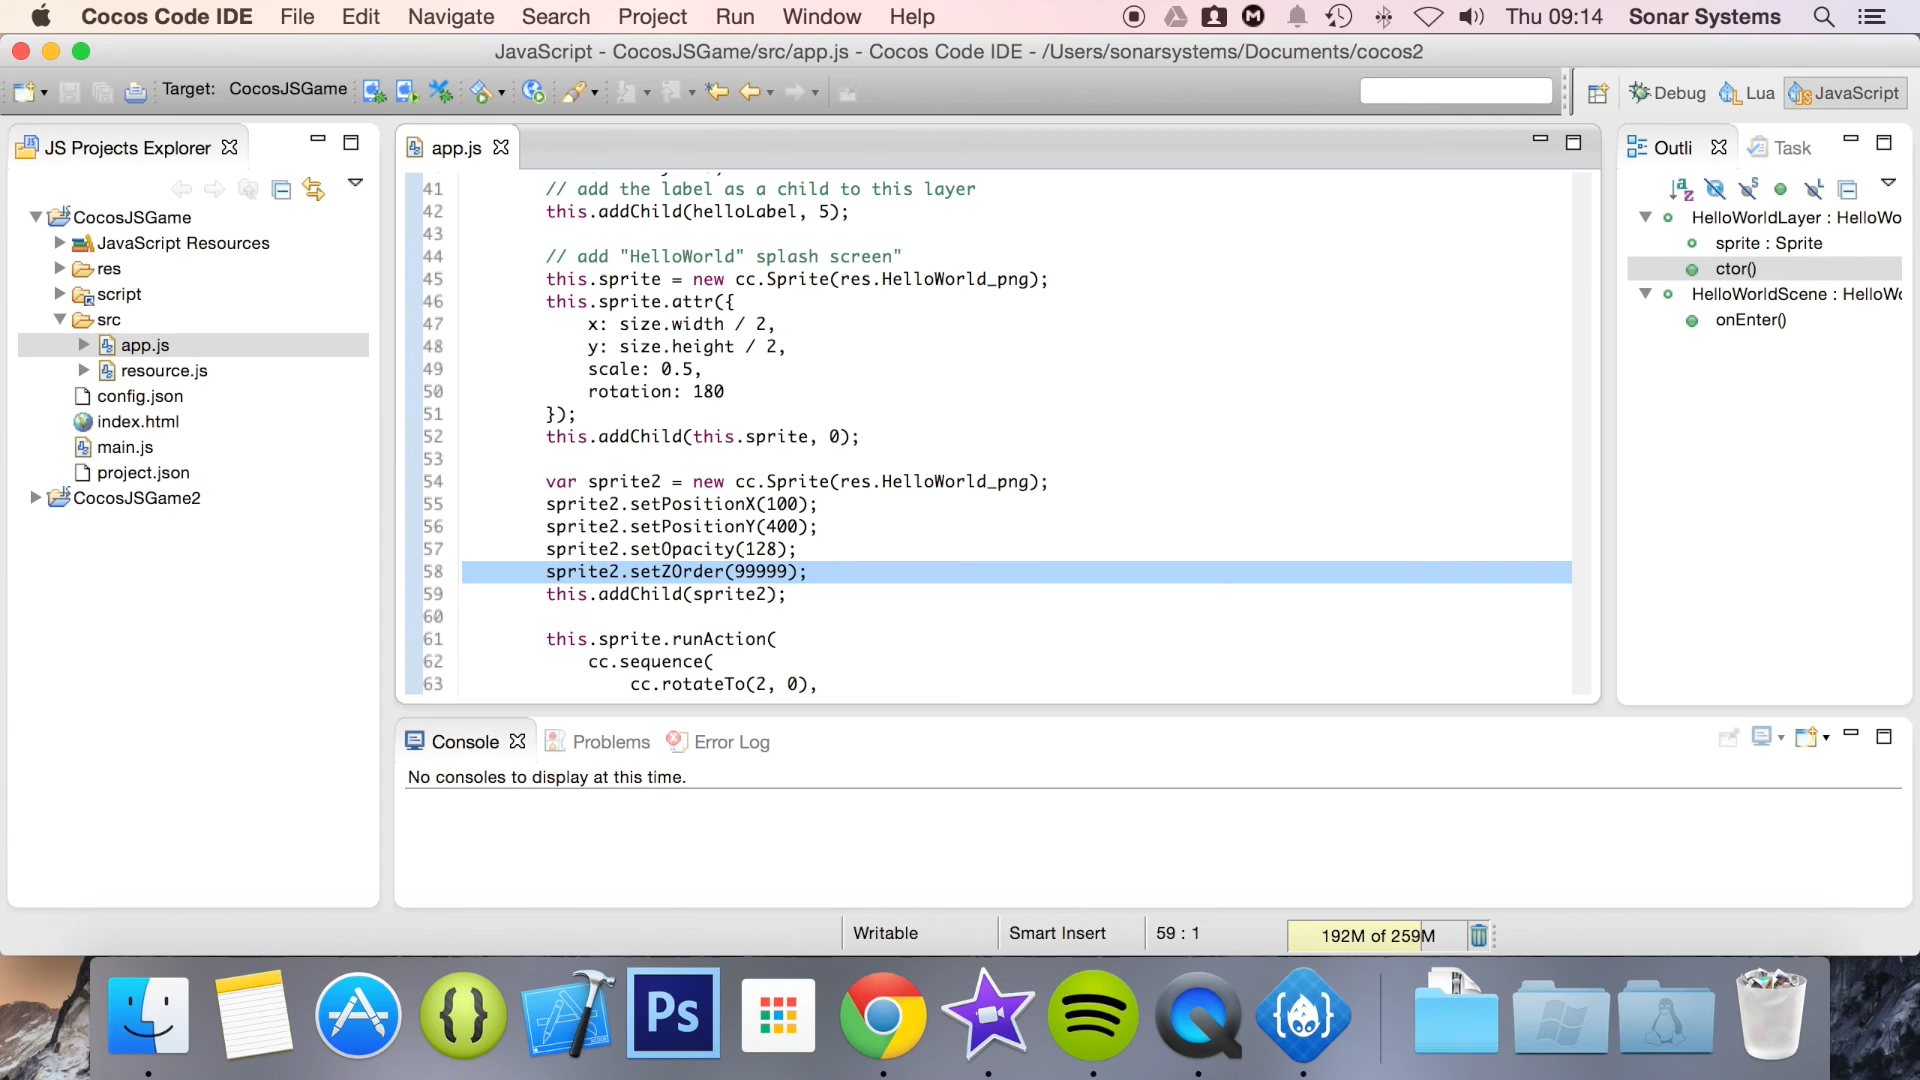 Cocos Code IDE File Edit Navigate Search Project Run Window Help Thu 09:14 Sonar Systems
JavaScript - CocosJSGame/src/app.js - Cocos Code IDE - /Users/sonarsystems/Documents/cocos2
Target: CocosJSGame Debug Lua JavaScript
JS Projects Explorer
CocosJSGame
JavaScript Resources
res
script
src
app.js
resource.js
config.json
index.html
main.js
project.json
CocosJSGame2
app.js
41 // add the label as a child to this layer
42 this.addChild(helloLabel, 5);
43
44 // add "HelloWorld" splash screen"
45 this.sprite = new cc.Sprite(res.HelloWorld_png);
46 this.sprite.attr({
47 x: size.width / 2,
48 y: size.height / 2,
49 scale: 0.5,
50 rotation: 180
51 });
52 this.addChild(this.sprite, 0);
53
54 var sprite2 = new cc.Sprite(res.HelloWorld_png);
55 sprite2.setPositionX(100);
56 sprite2.setPositionY(400);
57 sprite2.setOpacity(128);
58 sprite2.setZOrder(99999);
59 this.addChild(sprite2);
60
61 this.sprite.runAction(
62 cc.sequence(
63 cc.rotateTo(2, 0),
Outli Task
HelloWorldLayer : HelloWo
sprite : Sprite
ctor()
HelloWorldScene : HelloWo
onEnter()
Console Problems Error Log
No consoles to display at this time.
Writable Smart Insert 59 : 1 192M of 259M
Ps